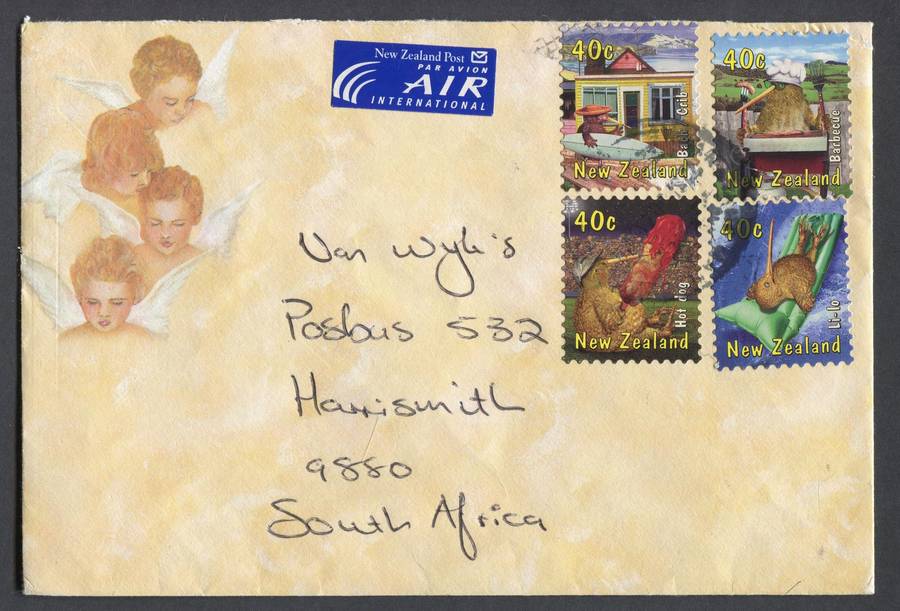 New Zealand Post
PAR AVION
AIR
INTERNATIONAL
40c
Bach / Crib
New Zealand
40c
Barbecue
New Zealand
40c
Hot dog
New Zealand
40c
Li-lo
New Zealand
Van Wyk's
Posbus 532
Harrismith
9880
South Africa